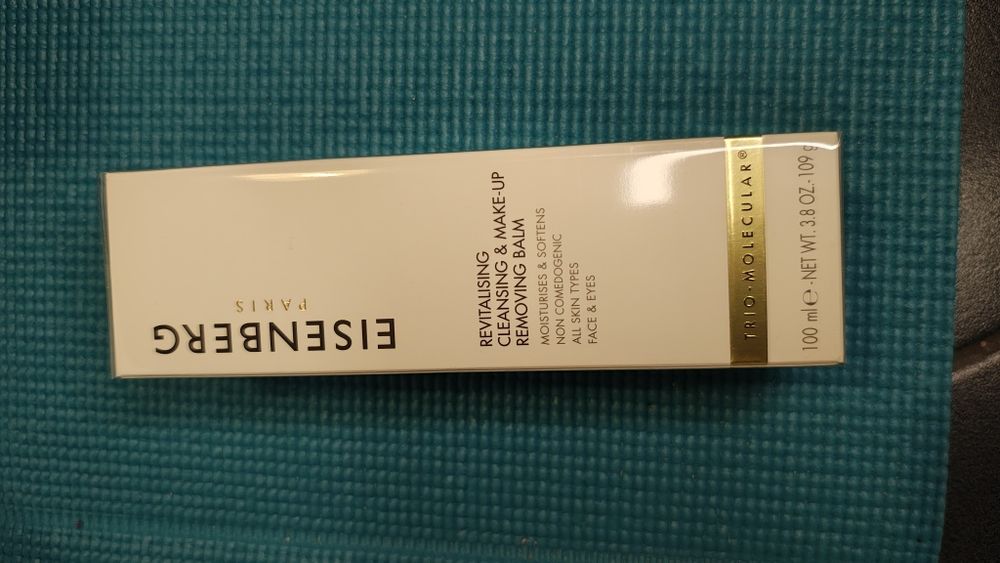 EISENBERG
PARIS
REVITALISING
CLEANSING & MAKE-UP
REMOVING BALM
MOISTURISES & SOFTENS
NON COMEDOGENIC
ALL SKIN TYPES
FACE & EYES
TRIO-MOLECULAR®
100 ml ℮ - NET WT. 3.8 OZ. - 109 g